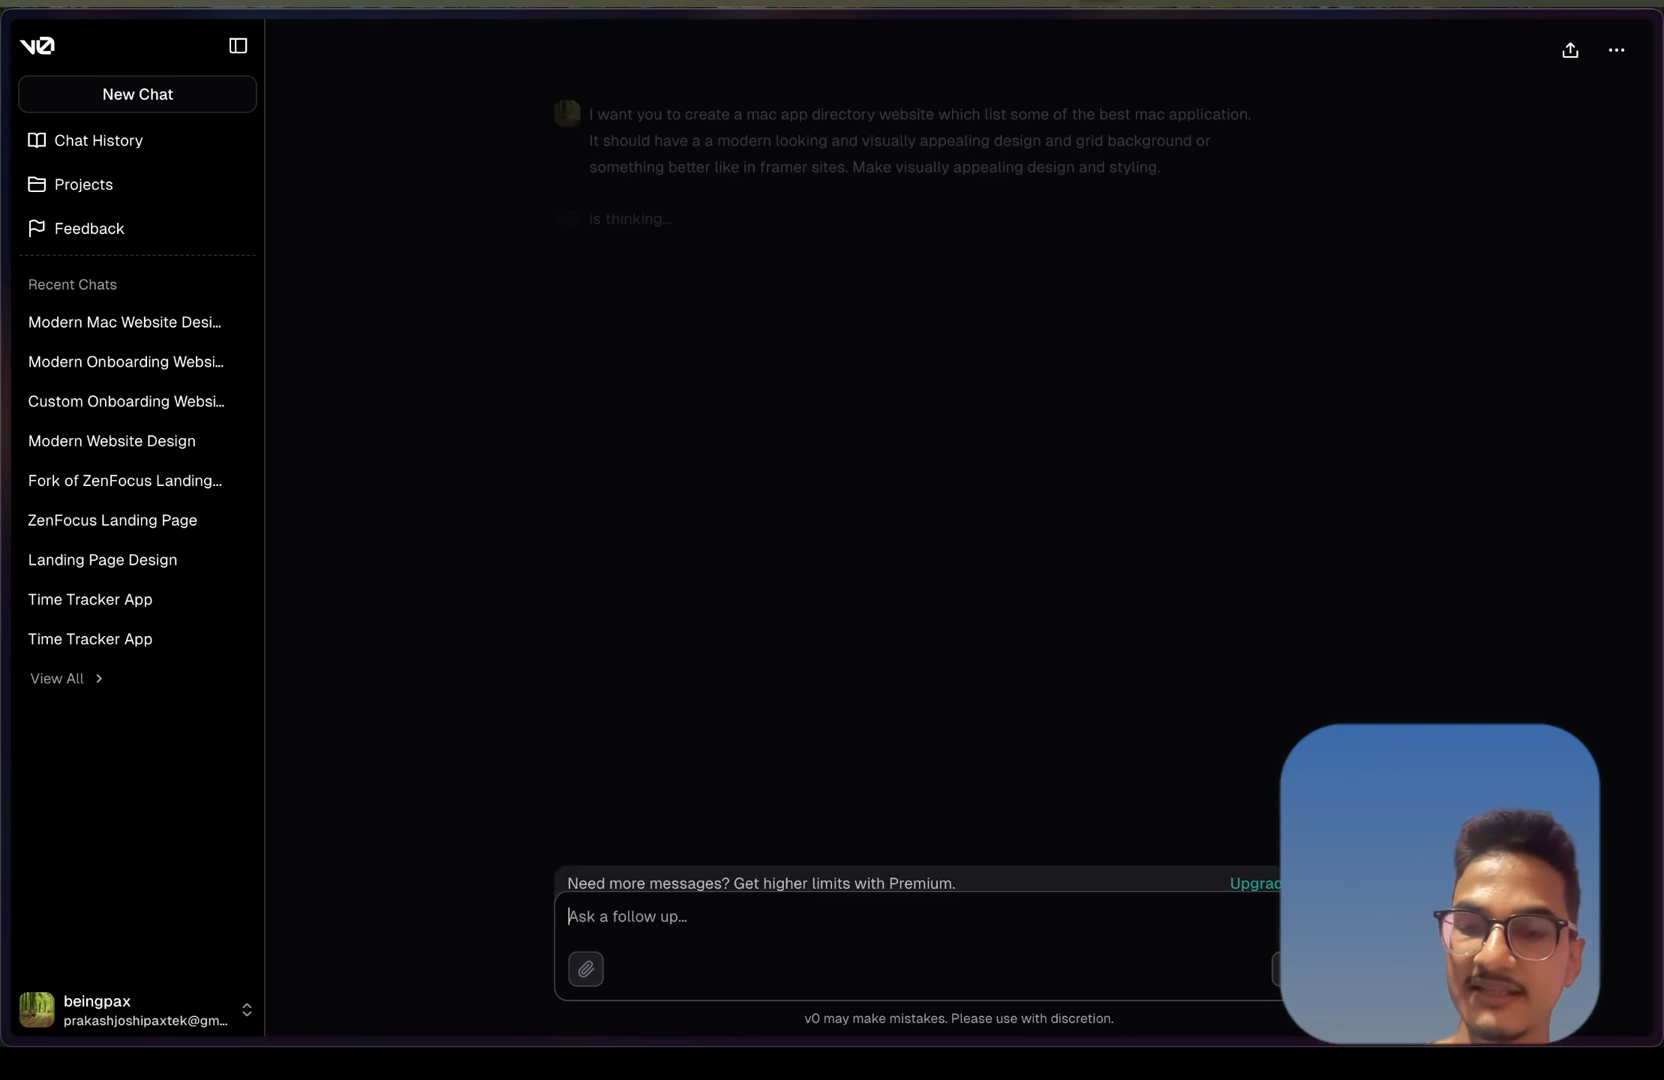 v0
New Chat
Chat History
Projects
Feedback
Recent Chats
Modern Mac Website Desi...
Modern Onboarding Websi...
Custom Onboarding Websi...
Modern Website Design
Fork of ZenFocus Landing...
ZenFocus Landing Page
Landing Page Design
Time Tracker App
Time Tracker App
View All
beingpax
prakashjoshipaxtek@gm...
I want you to create a mac app directory website which list some of the best mac application.
It should have a a modern looking and visually appealing design and grid background or
something better like in framer sites. Make visually appealing design and styling.
v0 is thinking...
Need more messages? Get higher limits with Premium. Upgrad
Ask a follow up...
v0 may make mistakes. Please use with discretion.